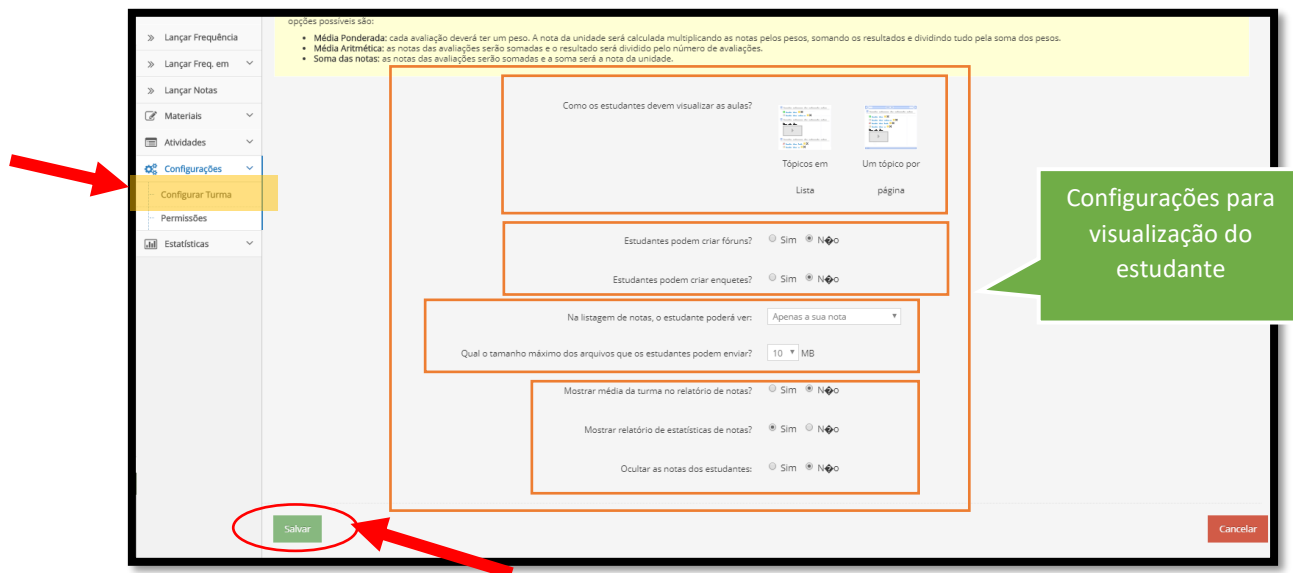 opções possíveis são:
• Média Ponderada: cada avaliação deverá ter um peso. A nota da unidade será calculada multiplicando as notas pelos pesos, somando os resultados e dividindo tudo pela soma dos pesos.
• Média Aritmética: as notas das avaliações serão somadas e o resultado será dividido pelo número de avaliações.
• Soma das notas: as notas das avaliações serão somadas e a soma será a nota da unidade.
Lançar Frequência
Lançar Freq. em
Lançar Notas
Materiais
Atividades
Configurações
Configurar Turma
Permissões
Estatísticas
Como os estudantes devem visualizar as aulas?
Tópicos em
Lista
Um tópico por
página
Estudantes podem criar fóruns? Sim N�o
Estudantes podem criar enquetes? Sim N�o
Na listagem de notas, o estudante poderá ver: Apenas a sua nota
Qual o tamanho máximo dos arquivos que os estudantes podem enviar? 10 MB
Mostrar média da turma no relatório de notas? Sim N�o
Mostrar relatório de estatísticas de notas? Sim N�o
Ocultar as notas dos estudantes: Sim N�o
Configurações para
visualização do
estudante
Salvar
Cancelar